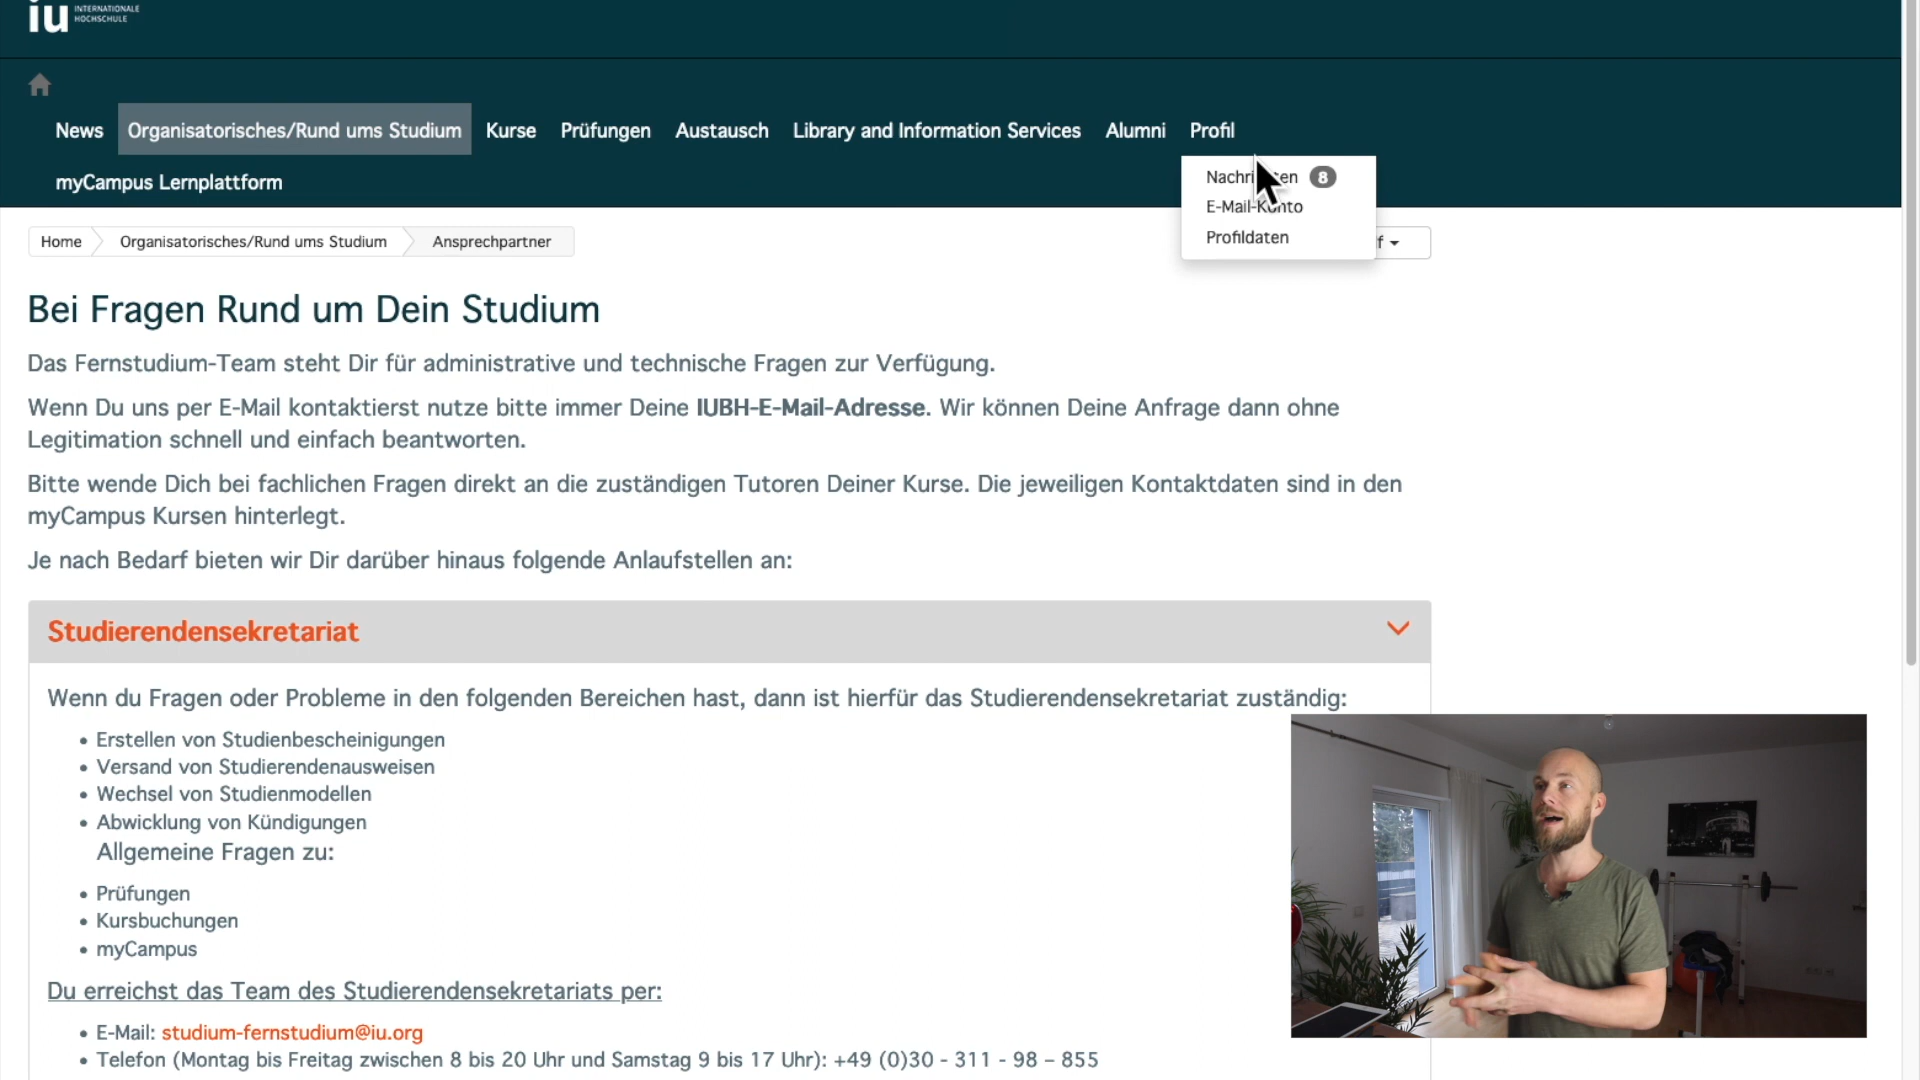 iu INTERNATIONALE
HOCHSCHULE
News Organisatorisches/Rund ums Studium Kurse Prüfungen Austausch Library and Information Services Alumni Profil
myCampus Lernplattform
8
E-Mail-Konto
Profildaten
Home Organisatorisches/Rund ums Studium Ansprechpartner
Bei Fragen Rund um Dein Studium
Das Fernstudium-Team steht Dir für administrative und technische Fragen zur Verfügung.
Wenn Du uns per E-Mail kontaktierst nutze bitte immer Deine IUBH-E-Mail-Adresse. Wir können Deine Anfrage dann ohne
Legitimation schnell und einfach beantworten.
Bitte wende Dich bei fachlichen Fragen direkt an die zuständigen Tutoren Deiner Kurse. Die jeweiligen Kontaktdaten sind in den
myCampus Kursen hinterlegt.
Je nach Bedarf bieten wir Dir darüber hinaus folgende Anlaufstellen an:
Studierendensekretariat
Wenn du Fragen oder Probleme in den folgenden Bereichen hast, dann ist hierfür das Studierendensekretariat zuständig:
• Erstellen von Studienbescheinigungen
• Versand von Studierendenausweisen
• Wechsel von Studienmodellen
• Abwicklung von Kündigungen
Allgemeine Fragen zu:
• Prüfungen
• Kursbuchungen
• myCampus
Du erreichst das Team des Studierendensekretariats per:
• E-Mail: studium-fernstudium@iu.org
• Telefon (Montag bis Freitag zwischen 8 bis 20 Uhr und Samstag 9 bis 17 Uhr): +49 (0)30 - 311 - 98 – 855